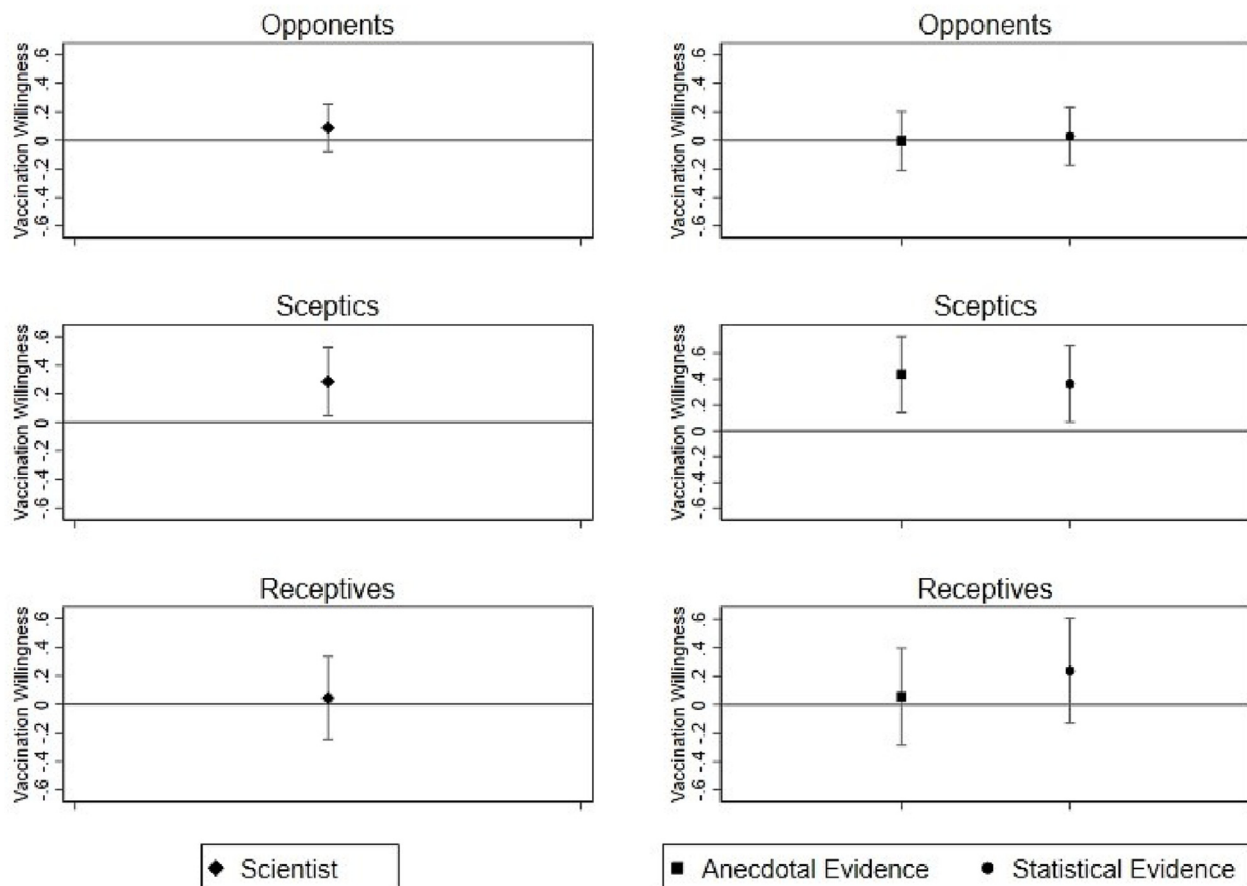 Opponents
Vaccination Willingness
-.6 -.4 -.2 0 .2 .4 .6
Opponents
Vaccination Willingness
-.6 -.4 -.2 0 .2 .4 .6
Sceptics
Vaccination Willingness
-.6 -.4 -.2 0 .2 .4 .6
Sceptics
Vaccination Willingness
-.6 -.4 -.2 0 .2 .4 .6
Receptives
Vaccination Willingness
-.6 -.4 -.2 0 .2 .4 .6
Receptives
Vaccination Willingness
-.6 -.4 -.2 0 .2 .4 .6
Scientist
Anecdotal Evidence
Statistical Evidence